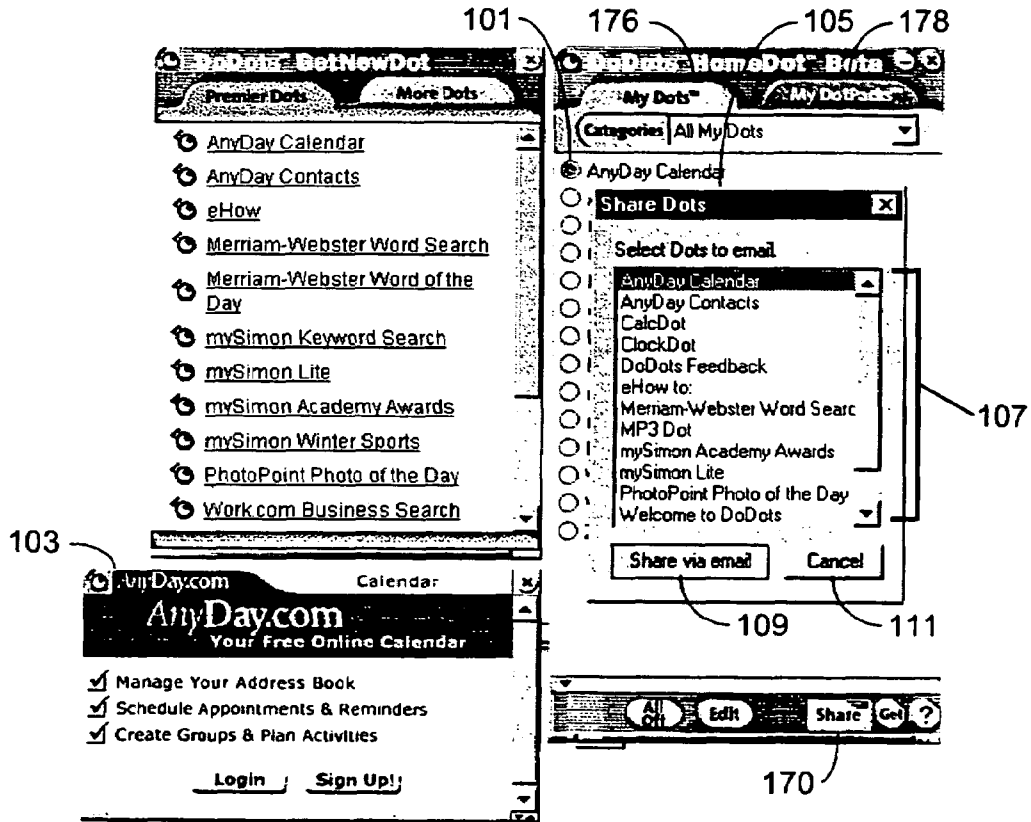 101
176
105
178
DoDots™ GetNewDot
Premier Dots
More Dots
AnyDay Calendar
AnyDay Contacts
eHow
Merriam-Webster Word Search
Merriam-Webster Word of the
Day
mySimon Keyword Search
mySimon Lite
mySimon Academy Awards
mySimon Winter Sports
PhotoPoint Photo of the Day
Work.com Business Search
DoDots™ HomeDot™ Beta
My Dots™
My DotPacks™
Categories
All My Dots
AnyDay Calendar
Share Dots
Select Dots to email
AnyDay Calendar
AnyDay Contacts
CalcDot
ClockDot
DoDots Feedback
eHow to:
Merriam-Webster Word Searc
MP3 Dot
mySimon Academy Awards
mySimon Lite
PhotoPoint Photo of the Day
Welcome to DoDots
107
Share via email
Cancel
109
111
103
AnyDay.com
Calendar
AnyDay.com
Your Free Online Calendar
Manage Your Address Book
Schedule Appointments & Reminders
Create Groups & Plan Activities
Login
Sign Up!
All
Off
Edit
Share
Get
?
170